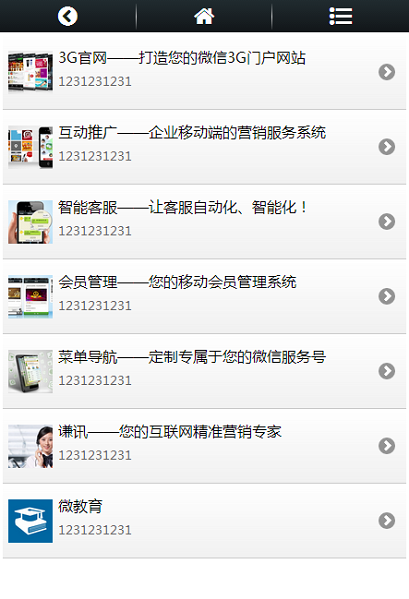 3G官网——打造您的微信3G门户网站
1231231231
互动推广——企业移动端的营销服务系统
1231231231
智能客服——让客服自动化、智能化！
1231231231
会员管理——您的移动会员管理系统
1231231231
菜单导航——定制专属于您的微信服务号
1231231231
谦讯——您的互联网精准营销专家
1231231231
微教育
1231231231